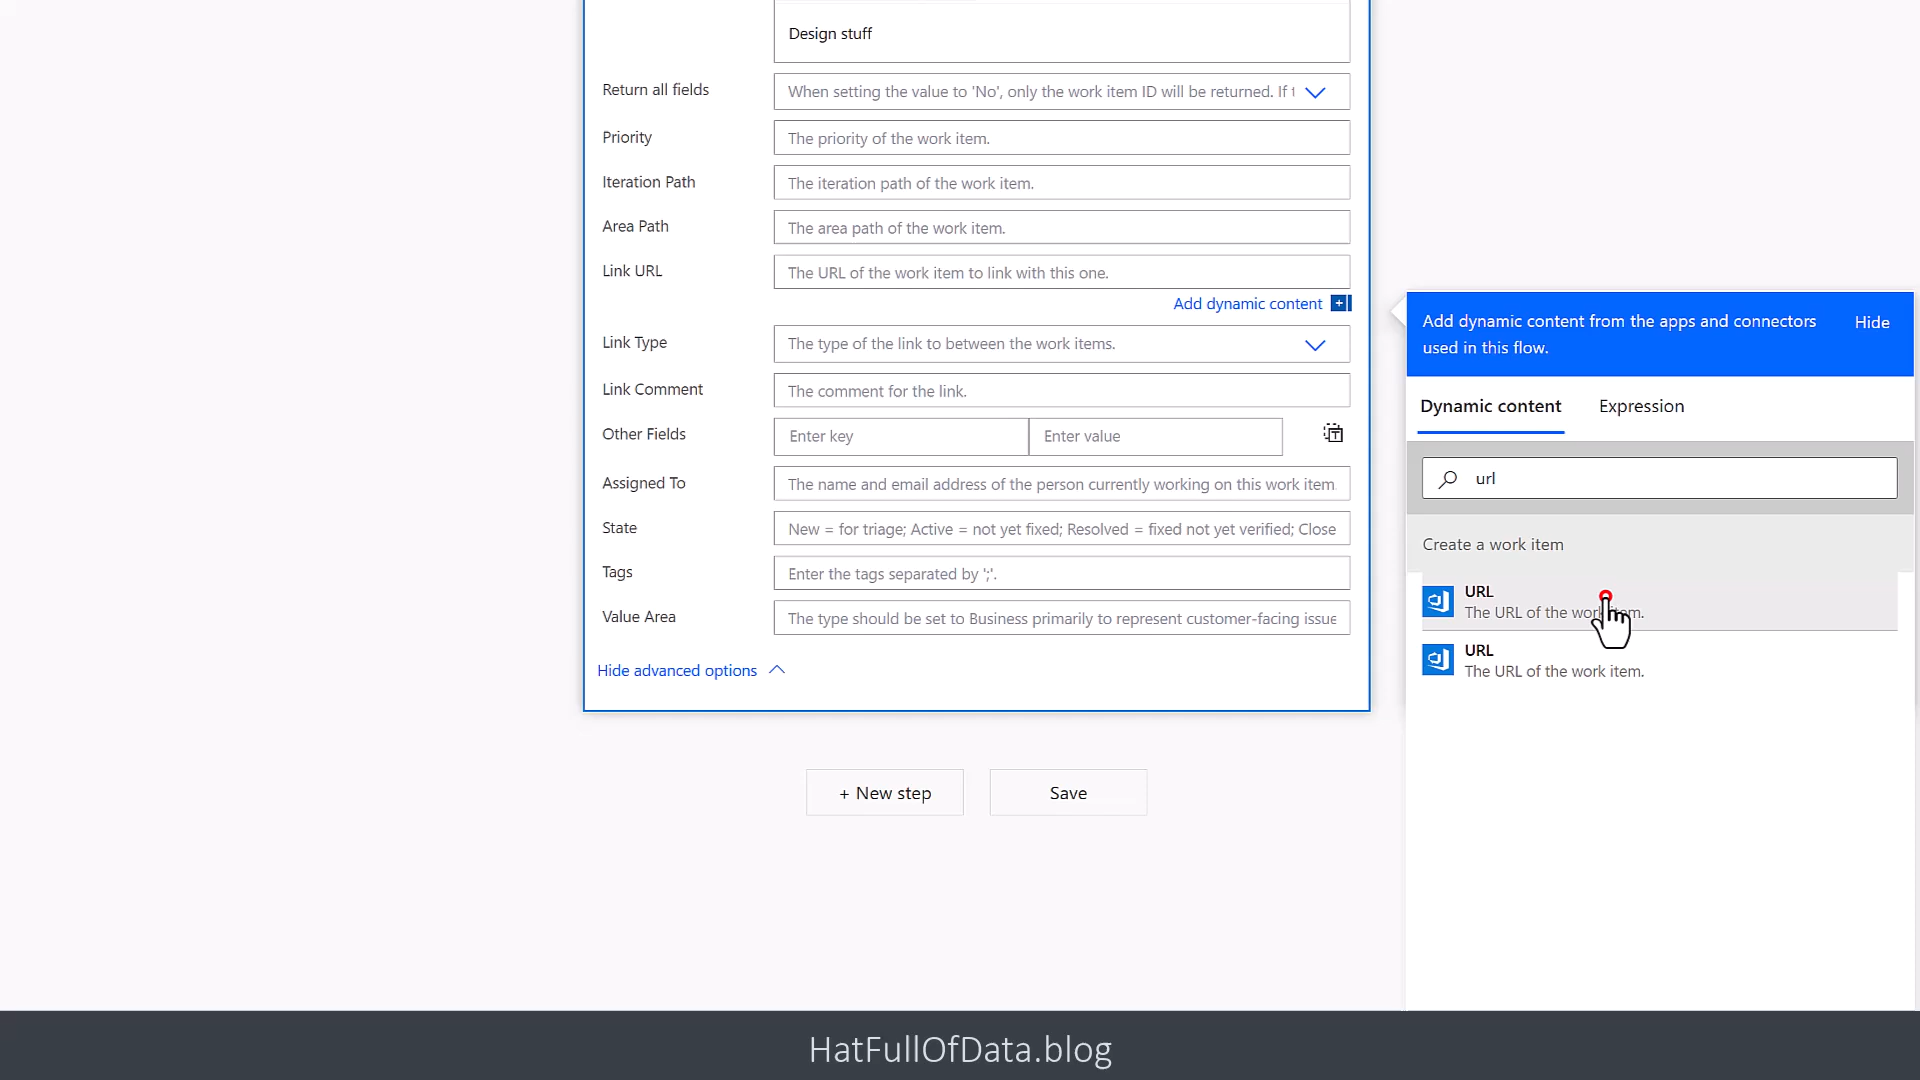 Design stuff
Return all fields
When setting the value to 'No', only the work item ID will be returned. If t
Priority
The priority of the work item.
Iteration Path
The iteration path of the work item.
Area Path
The area path of the work item.
Link URL
The URL of the work item to link with this one.
Add dynamic content
Link Type
The type of the link to between the work items.
Link Comment
The comment for the link.
Other Fields
Enter key
Enter value
Assigned To
The name and email address of the person currently working on this work item.
State
New = for triage; Active = not yet fixed; Resolved = fixed not yet verified; Close
Tags
Enter the tags separated by ';'.
Value Area
The type should be set to Business primarily to represent customer-facing issue
Hide advanced options
+ New step
Save
Add dynamic content from the apps and connectors
used in this flow.
Hide
Dynamic content
Expression
url
Create a work item
URL
The URL of the work item.
URL
The URL of the work item.
HatFullOfData.blog